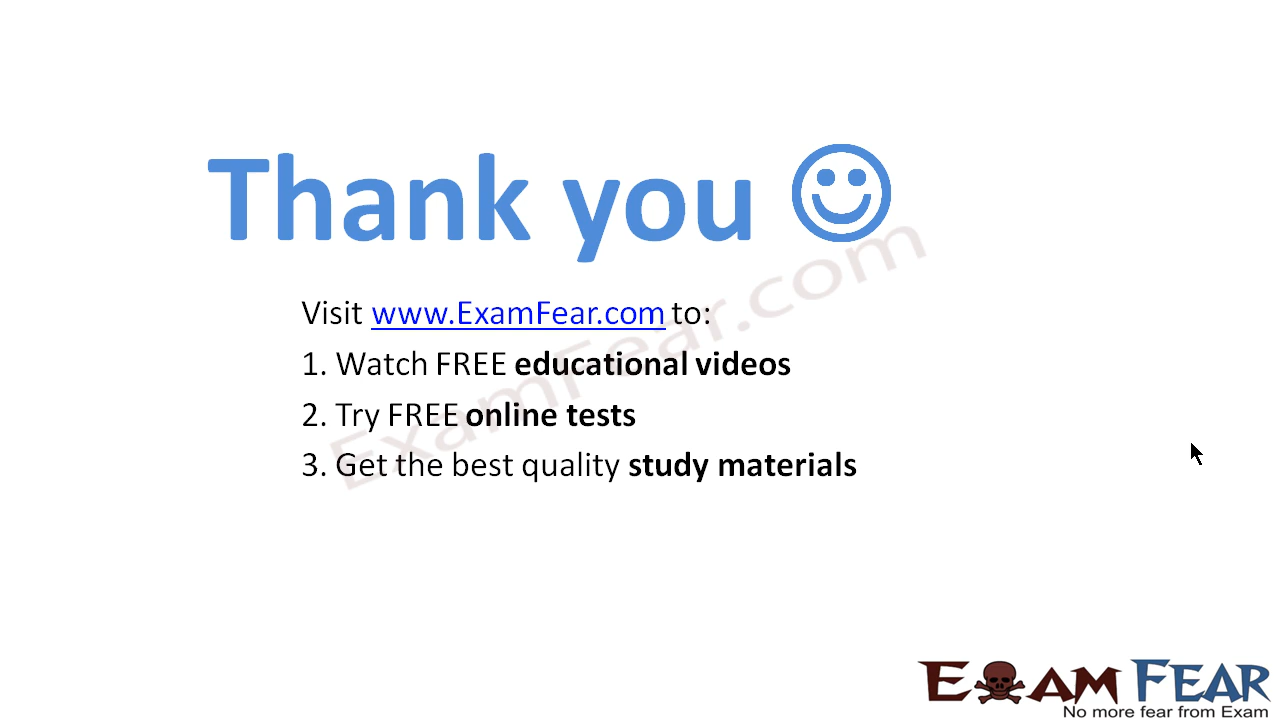 Thank you ☺
Visit www.ExamFear.com to:
1. Watch FREE educational videos
2. Try FREE online tests
3. Get the best quality study materials
ExamFear.com
EXAM FEAR
No more fear from Exam